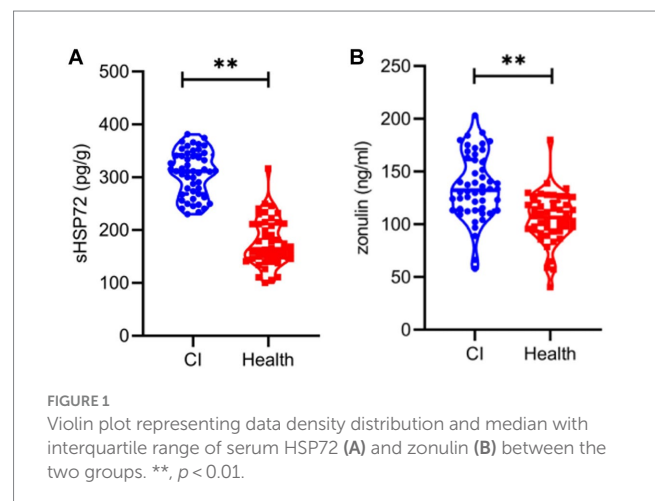 A
**
sHSP72 (pg/g)
500
400
300
200
100
0
CI Health
B
**
zonulin (ng/ml)
250
200
150
100
50
0
CI Health
FIGURE 1
Violin plot representing data density distribution and median with
interquartile range of serum HSP72 (A) and zonulin (B) between the
two groups. **, p < 0.01.